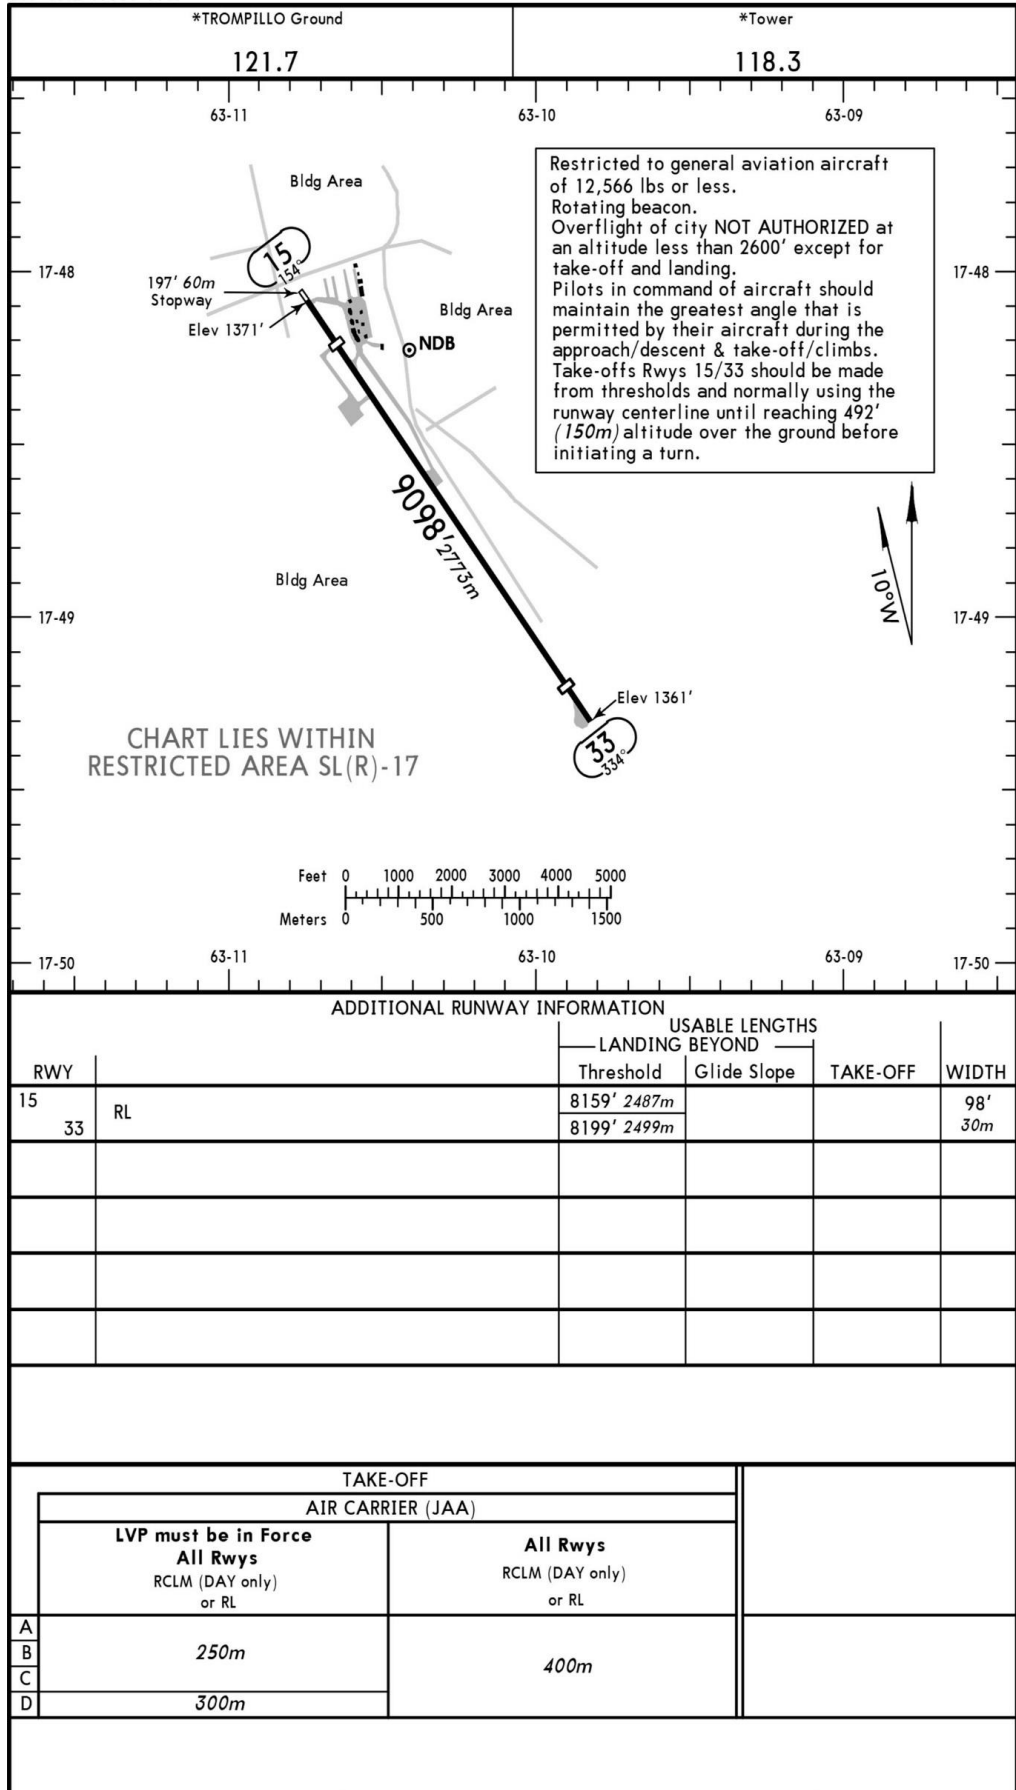 *TROMPILLO Ground
121.7
*Tower
118.3
63-11
63-10
63-09
Restricted to general aviation aircraft
of 12,566 lbs or less.
Rotating beacon.
Overflight of city NOT AUTHORIZED at
an altitude less than 2600' except for
take-off and landing.
Pilots in command of aircraft should
maintain the greatest angle that is
permitted by their aircraft during the
approach/descent & take-off/climbs.
Take-offs Rwys 15/33 should be made
from thresholds and normally using the
runway centerline until reaching 492'
(150m) altitude over the ground before
initiating a turn.
Bldg Area
15
154°
17-48
17-48
197' 60m
Stopway
Elev 1371'
Bldg Area
NDB
9098' 2773m
Bldg Area
10°W
17-49
17-49
Elev 1361'
33
334°
CHART LIES WITHIN
RESTRICTED AREA SL(R)-17
Feet 0 1000 2000 3000 4000 5000
Meters 0 500 1000 1500
63-11
63-10
63-09
17-50
17-50
ADDITIONAL RUNWAY INFORMATION
USABLE LENGTHS
LANDING BEYOND
RWY
Threshold
Glide Slope
TAKE-OFF
WIDTH
15
33
RL
8159' 2487m
8199' 2499m
98'
30m
TAKE-OFF
AIR CARRIER (JAA)
LVP must be in Force
All Rwys
RCLM (DAY only)
or RL
All Rwys
RCLM (DAY only)
or RL
A
B
C
D
250m
300m
400m